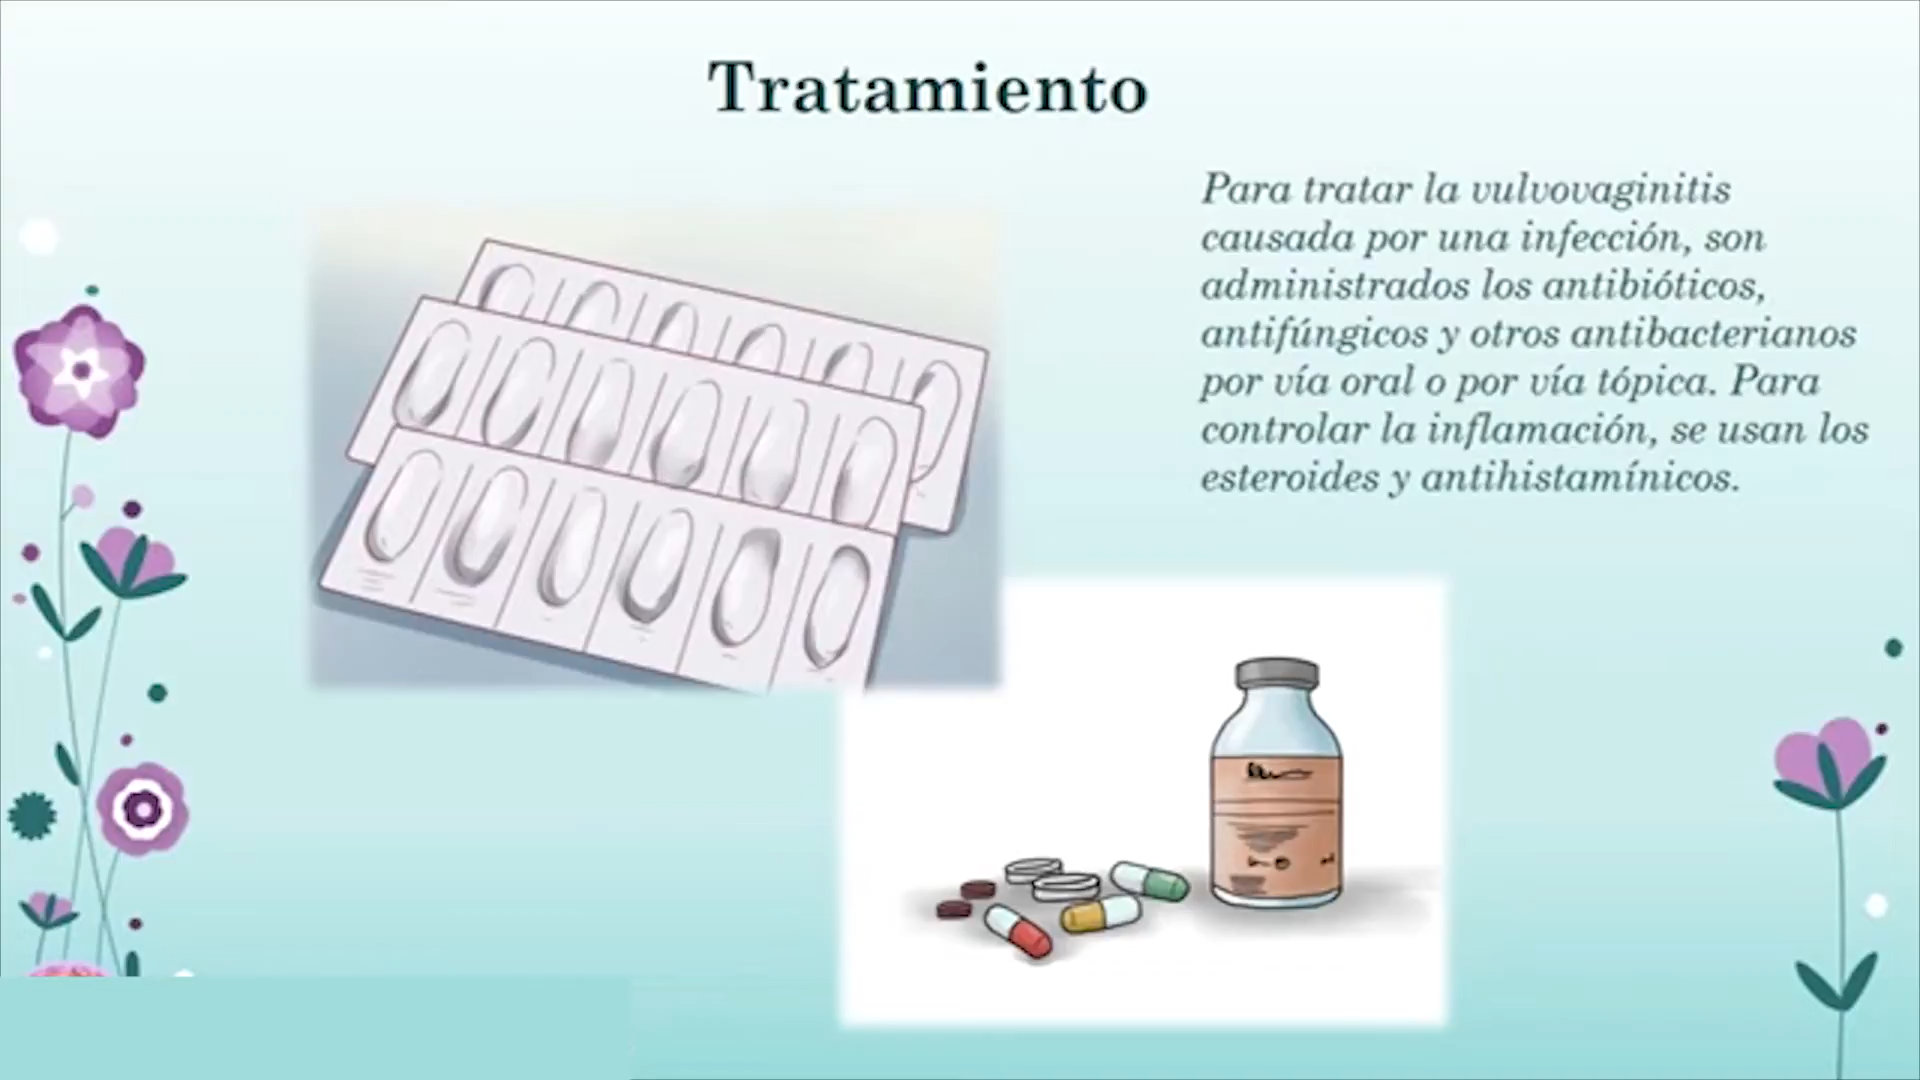 Tratamiento
Para tratar la vulvovaginitis
causada por una infección, son
administrados los antibióticos,
antifúngicos y otros antibacterianos
por vía oral o por vía tópica. Para
controlar la inflamación, se usan los
esteroides y antihistamínicos.